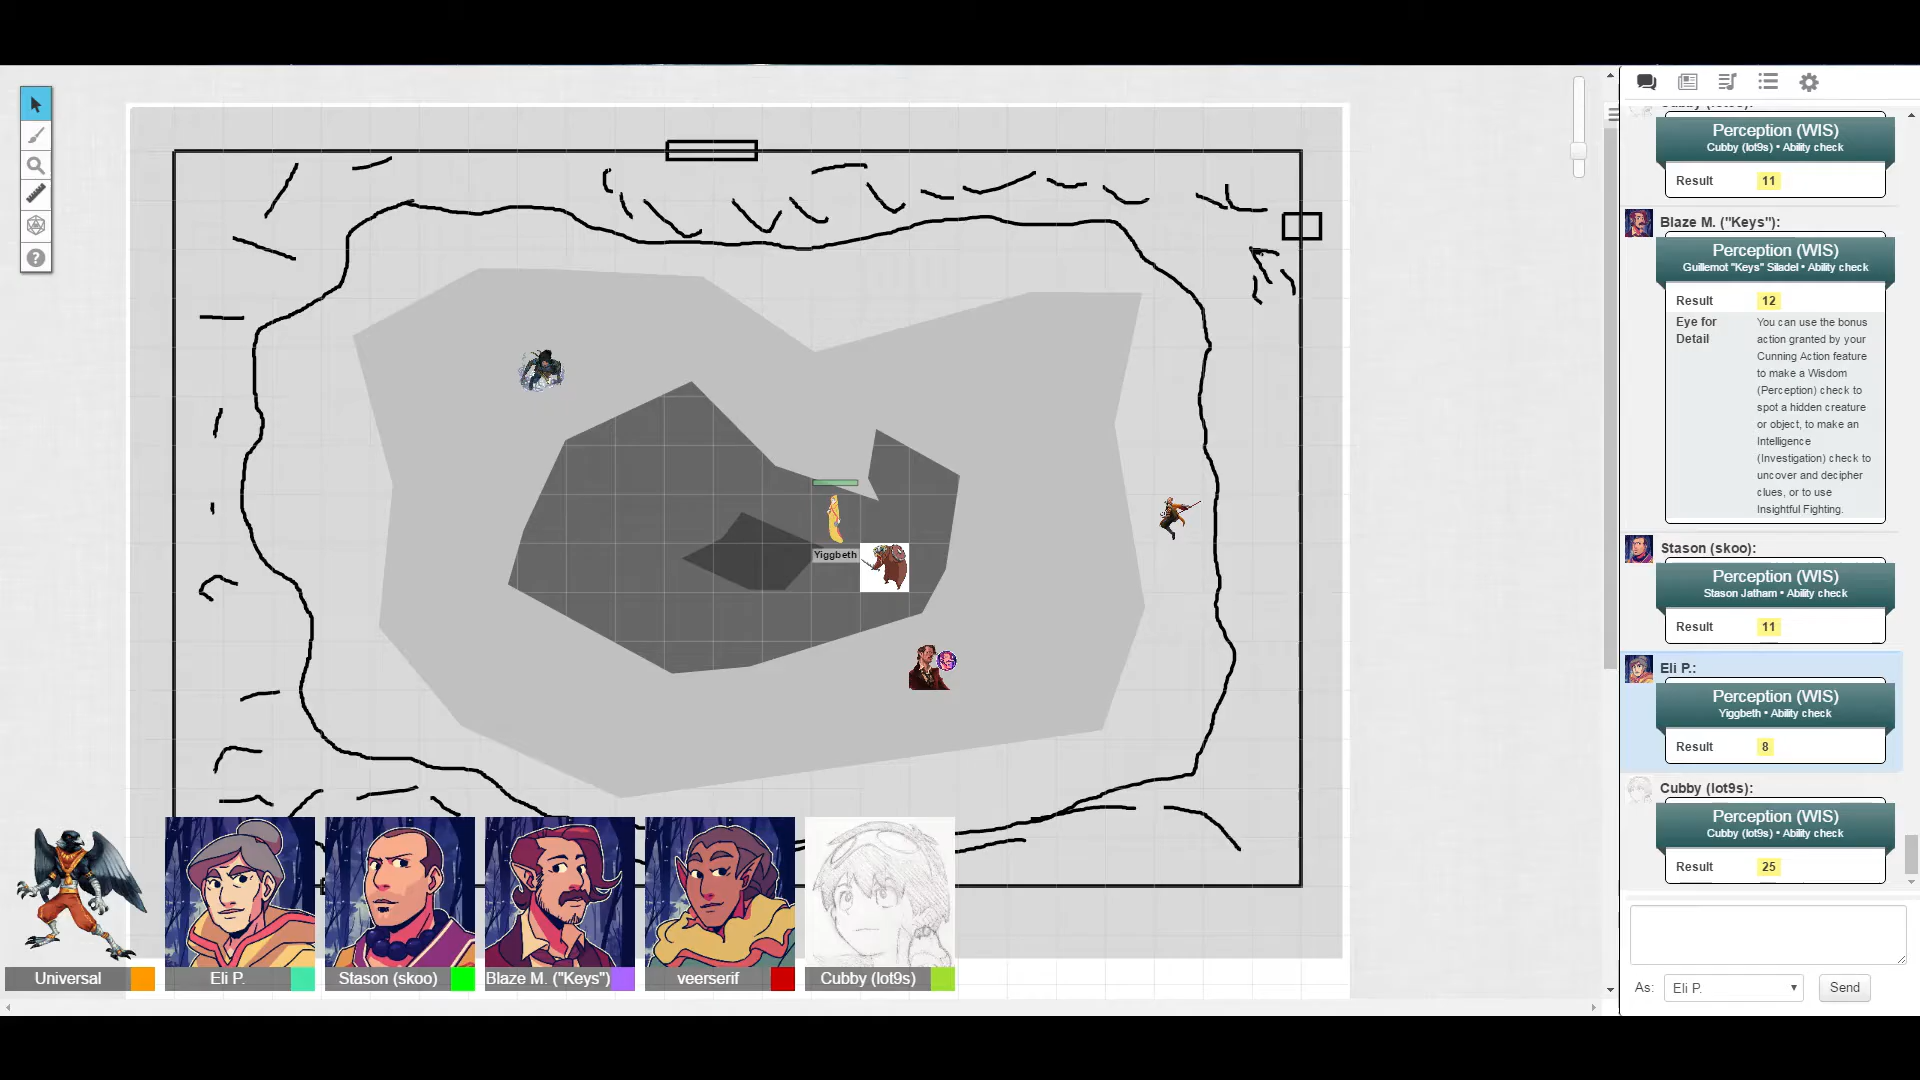 Perception (WIS)
Cubby (lot9s) • Ability check
Result 11
Blaze M. ("Keys"):
Perception (WIS)
Guillemot "Keys" Siladel • Ability check
Result 12
Eye for Detail
You can use the bonus
action granted by your
Cunning Action feature
to make a Wisdom
(Perception) check to
spot a hidden creature
or object, to make an
Intelligence
(Investigation) check to
uncover and decipher
clues, or to use
Insightful Fighting.
Stason (skoo):
Perception (WIS)
Stason Jatham • Ability check
Result 11
Eli P.:
Perception (WIS)
Yiggbeth • Ability check
Result 8
Cubby (lot9s):
Perception (WIS)
Cubby (lot9s) • Ability check
Result 25
As: Eli P. Send
Yiggbeth
Universal
Eli P.
Stason (skoo)
Blaze M. ("Keys")
veerserif
Cubby (lot9s)